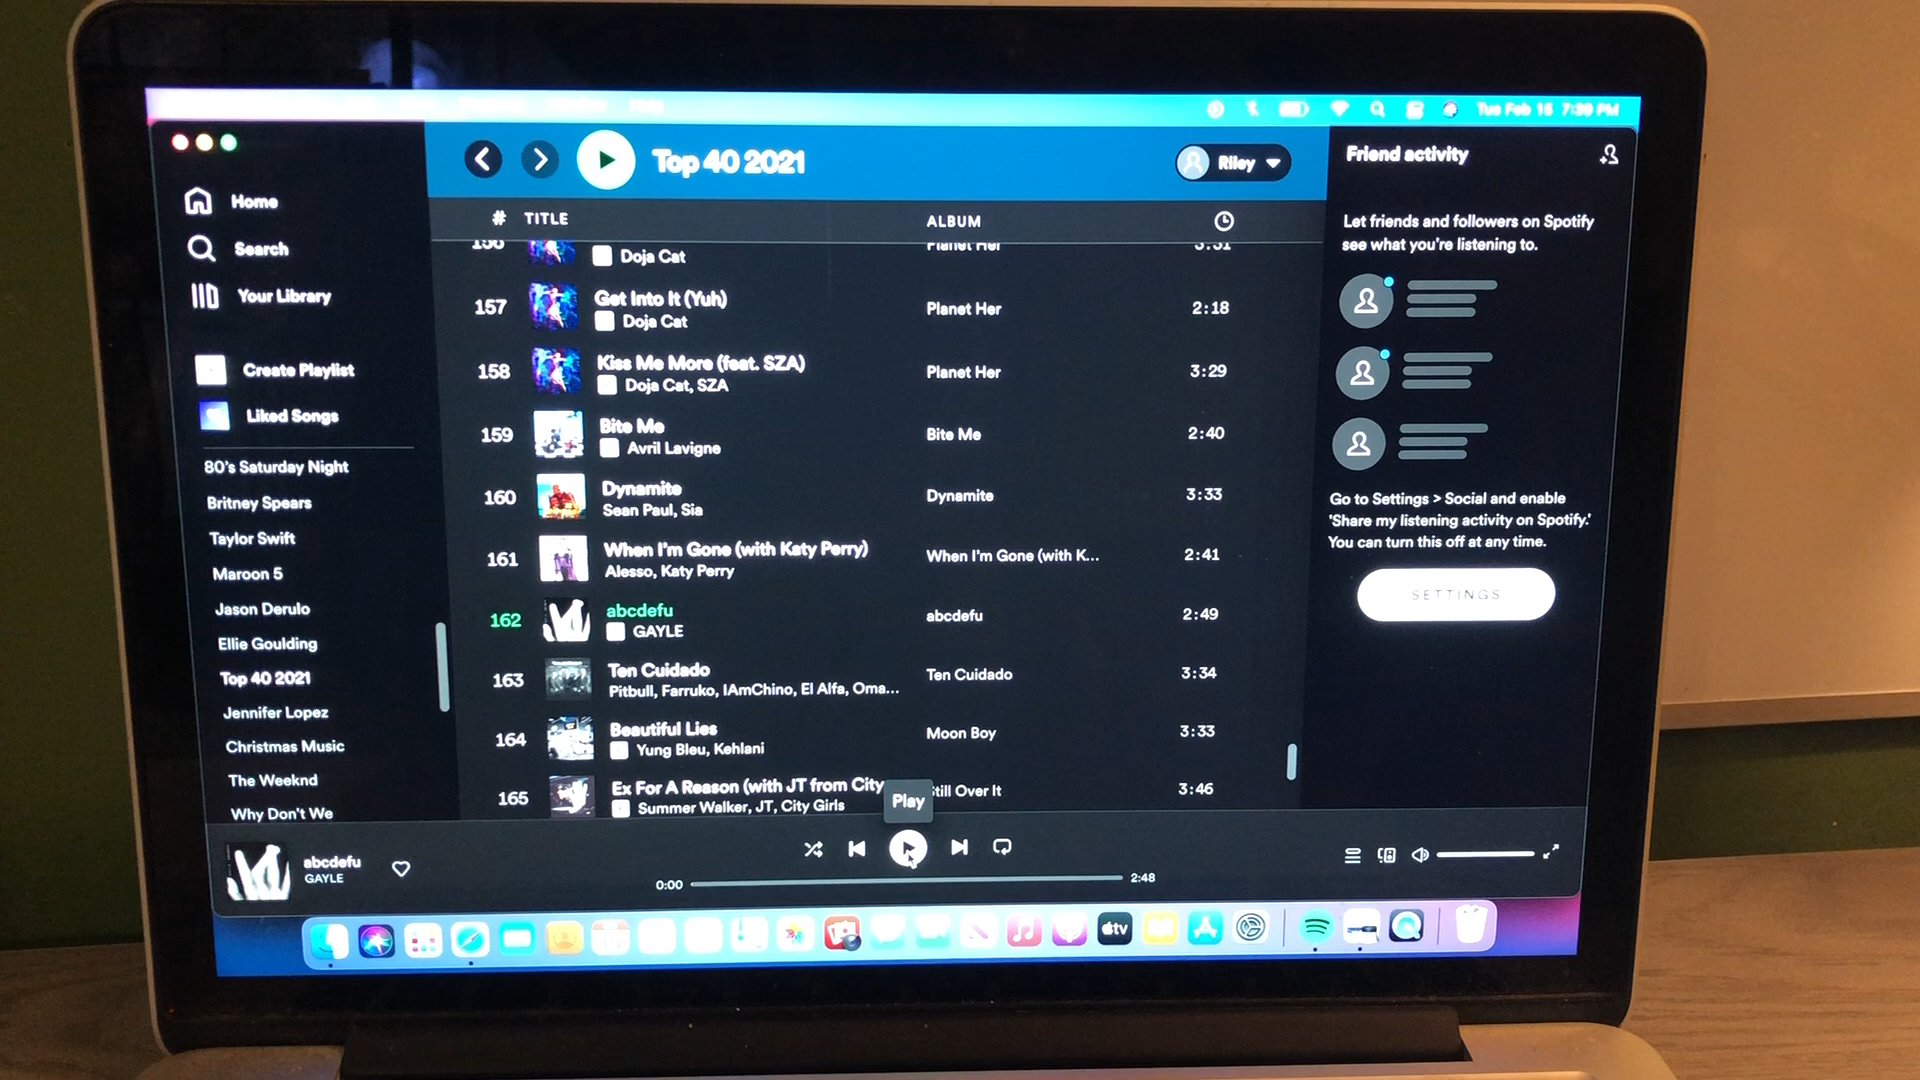 Help
Tue Feb 15 7:30 PM
Home
Search
Your Library
Create Playlist
Liked Songs
80's Saturday Night
Britney Spears
Taylor Swift
Maroon 5
Jason Derulo
Ellie Goulding
Top 40 2021
Jennifer Lopez
Christmas Music
The Weeknd
Why Don't We
Top 40 2021
Riley
# TITLE ALBUM
156 Planet Her 3:31
Doja Cat
157 Get Into It (Yuh) Planet Her 2:18
Doja Cat
158 Kiss Me More (feat. SZA) Planet Her 3:29
Doja Cat, SZA
159 Bite Me Bite Me 2:40
Avril Lavigne
160 Dynamite Dynamite 3:33
Sean Paul, Sia
161 When I'm Gone (with Katy Perry) When I'm Gone (with K... 2:41
Alesso, Katy Perry
162 abcdefu abcdefu 2:49
GAYLE
163 Ten Cuidado Ten Cuidado 3:34
Pitbull, Farruko, IAmChino, El Alfa, Oma...
164 Beautiful Lies Moon Boy 3:33
Yung Bleu, Kehlani
165 Ex For A Reason (with JT from City Still Over It 3:46
Summer Walker, JT, City Girls
Play
Friend activity
Let friends and followers on Spotify
see what you're listening to.
Go to Settings > Social and enable
'Share my listening activity on Spotify.'
You can turn this off at any time.
SETTINGS
abcdefu
GAYLE
0:00 2:48
tv